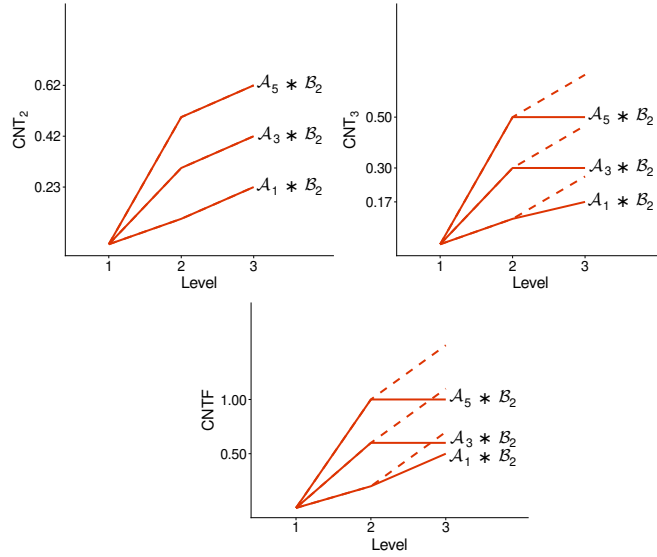 CNT₂
0.62
0.42
0.23
𝒜₅ ∗ ℬ₂
𝒜₃ ∗ ℬ₂
𝒜₁ ∗ ℬ₂
1 2 3
Level
CNT₃
0.50
0.30
0.17
𝒜₅ ∗ ℬ₂
𝒜₃ ∗ ℬ₂
𝒜₁ ∗ ℬ₂
1 2 3
Level
CNTF
1.00
0.50
𝒜₅ ∗ ℬ₂
𝒜₃ ∗ ℬ₂
𝒜₁ ∗ ℬ₂
1 2 3
Level